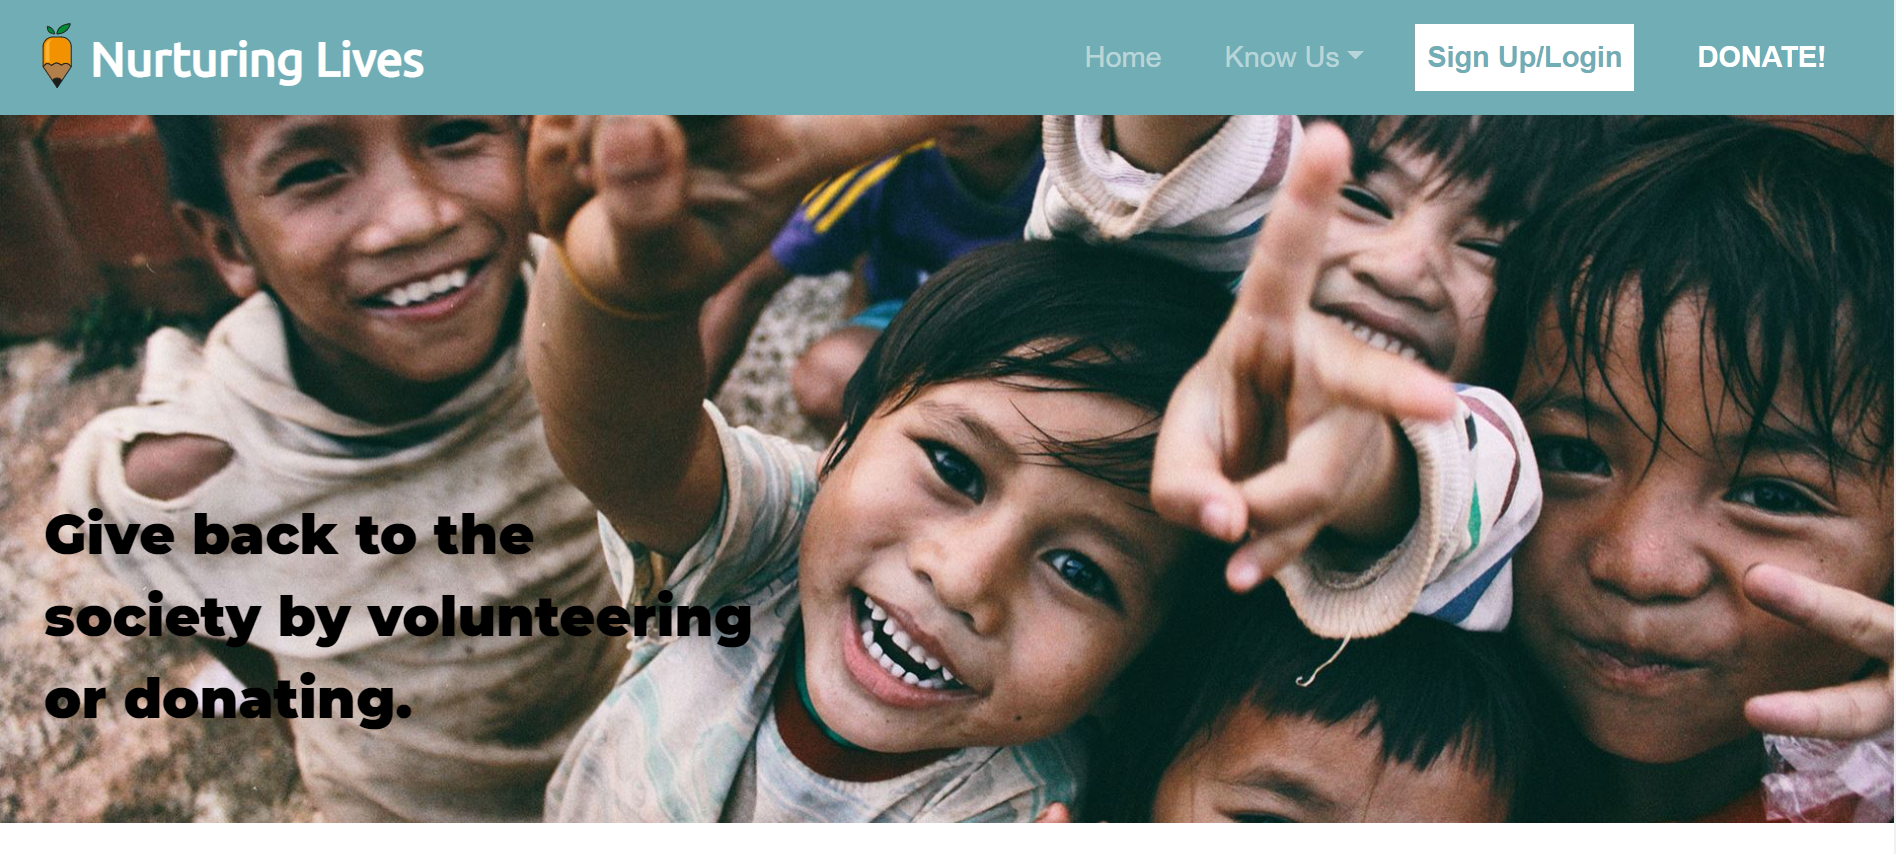 Nurturing Lives
Home
Know Us
Sign Up/Login
DONATE!
Give back to the
society by volunteering
or donating.